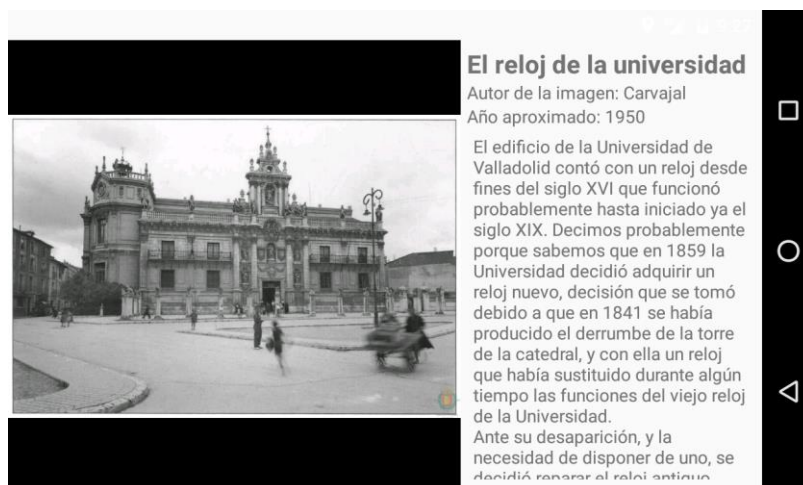 El reloj de la universidad
Autor de la imagen: Carvajal
Año aproximado: 1950
El edificio de la Universidad de
Valladolid contó con un reloj desde
fines del siglo XVI que funcionó
probablemente hasta iniciado ya el
siglo XIX. Decimos probablemente
porque sabemos que en 1859 la
Universidad decidió adquirir un
reloj nuevo, decisión que se tomó
debido a que en 1841 se había
producido el derrumbe de la torre
de la catedral, y con ella un reloj
que había sustituido durante algún
tiempo las funciones del viejo reloj
de la Universidad.
Ante su desaparición, y la
necesidad de disponer de uno, se
decidió reparar el reloj antiguo